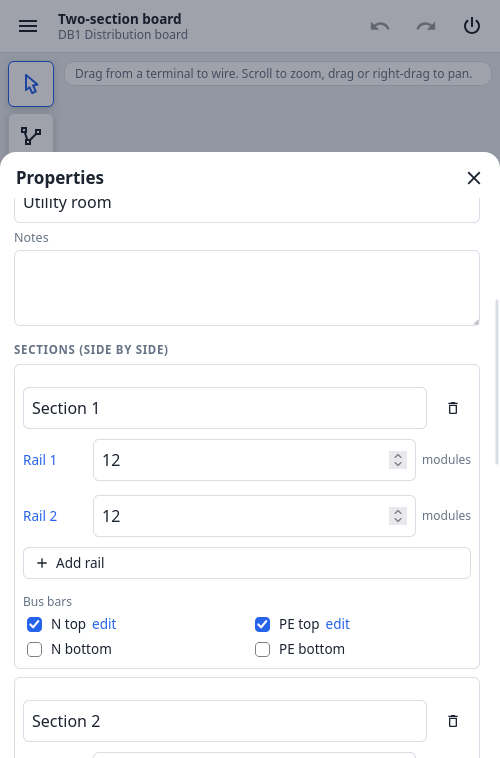 Two-section board
DB1 Distribution board
Drag from a terminal to wire. Scroll to zoom, drag or right-drag to pan.
Properties
Utility room
Notes
SECTIONS (SIDE BY SIDE)
Section 1
Rail 1 12 modules
Rail 2 12 modules
Add rail
Bus bars
N top edit PE top edit
N bottom PE bottom
Section 2